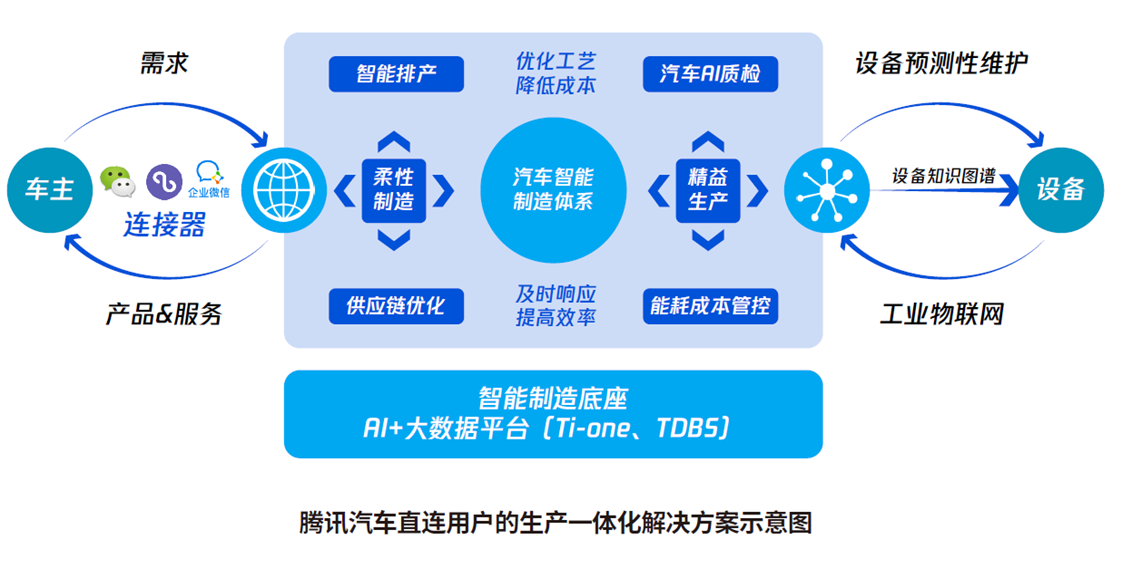 需求
智能排产
优化工艺
降低成本
汽车AI质检
设备预测性维护
车主
企业微信
连接器
柔性
制造
汽车智能
制造体系
精益
生产
设备知识图谱
设备
产品&服务
供应链优化
及时响应
提高效率
能耗成本管控
工业物联网
智能制造底座
AI+大数据平台（Ti-one、TDBS）
腾讯汽车直连用户的生产一体化解决方案示意图